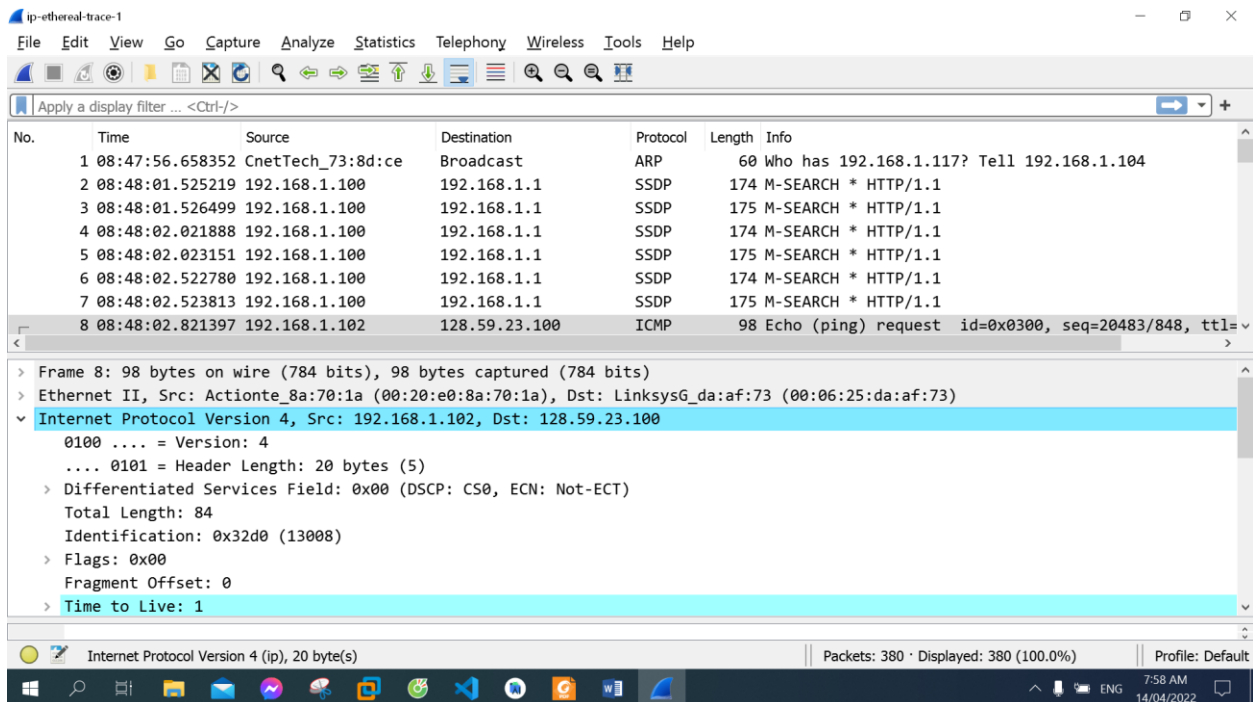 ip-ethereal-trace-1
File Edit View Go Capture Analyze Statistics Telephony Wireless Tools Help
Apply a display filter ... <Ctrl-/>
No. Time Source Destination Protocol Length Info
1 08:47:56.658352 CnetTech_73:8d:ce Broadcast ARP 60 Who has 192.168.1.117? Tell 192.168.1.104
2 08:48:01.525219 192.168.1.100 192.168.1.1 SSDP 174 M-SEARCH * HTTP/1.1
3 08:48:01.526499 192.168.1.100 192.168.1.1 SSDP 175 M-SEARCH * HTTP/1.1
4 08:48:02.021888 192.168.1.100 192.168.1.1 SSDP 174 M-SEARCH * HTTP/1.1
5 08:48:02.023151 192.168.1.100 192.168.1.1 SSDP 175 M-SEARCH * HTTP/1.1
6 08:48:02.522780 192.168.1.100 192.168.1.1 SSDP 174 M-SEARCH * HTTP/1.1
7 08:48:02.523813 192.168.1.100 192.168.1.1 SSDP 175 M-SEARCH * HTTP/1.1
8 08:48:02.821397 192.168.1.102 128.59.23.100 ICMP 98 Echo (ping) request id=0x0300, seq=20483/848, ttl=
Frame 8: 98 bytes on wire (784 bits), 98 bytes captured (784 bits)
Ethernet II, Src: Actionte_8a:70:1a (00:20:e0:8a:70:1a), Dst: LinksysG_da:af:73 (00:06:25:da:af:73)
Internet Protocol Version 4, Src: 192.168.1.102, Dst: 128.59.23.100
0100 .... = Version: 4
.... 0101 = Header Length: 20 bytes (5)
Differentiated Services Field: 0x00 (DSCP: CS0, ECN: Not-ECT)
Total Length: 84
Identification: 0x32d0 (13008)
Flags: 0x00
Fragment Offset: 0
Time to Live: 1
Internet Protocol Version 4 (ip), 20 byte(s) Packets: 380 · Displayed: 380 (100.0%) Profile: Default
ENG 7:58 AM
14/04/2022